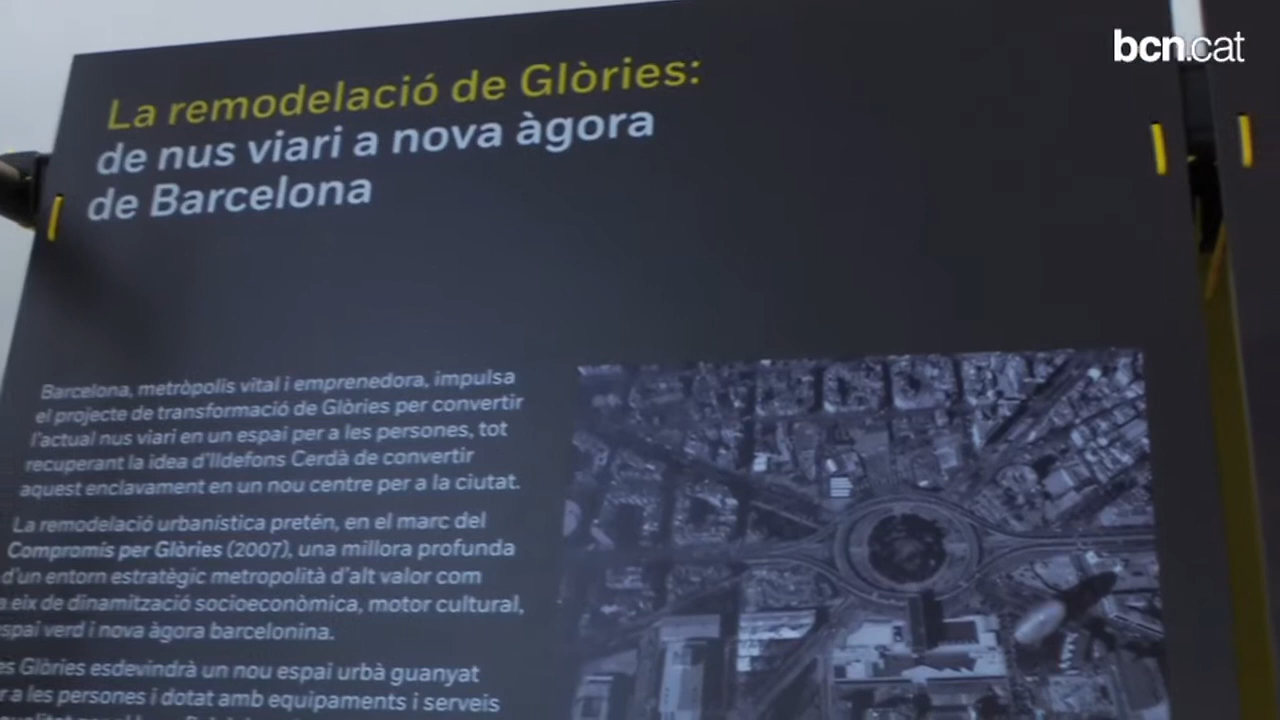 bcn.cat
La remodelació de Glòries:
de nus viari a nova àgora
de Barcelona
Barcelona, metròpolis vital i emprenedora, impulsa
el projecte de transformació de Glòries per convertir
l'actual nus viari en un espai per a les persones, tot
recuperant la idea d'Ildefons Cerdà de convertir
aquest enclavament en un nou centre per a la ciutat.
La remodelació urbanística pretén, en el marc del
Compromís per Glòries (2007), una millora profunda
d'un entorn estratègic metropolità d'alt valor com
a eix de dinamització socioeconòmica, motor cultural,
espai verd i nova àgora barcelonina.
es Glòries esdevindrà un nou espai urbà guanyat
r a les persones i dotat amb equipaments i serveis